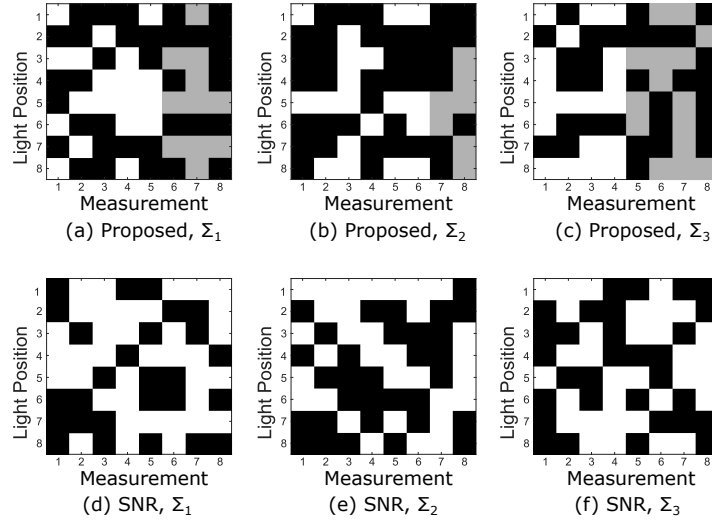 Light Position
1
2
3
4
5
6
7
8
1 2 3 4 5 6 7 8
Measurement
(a) Proposed, Σ1
Light Position
1
2
3
4
5
6
7
8
1 2 3 4 5 6 7 8
Measurement
(b) Proposed, Σ2
Light Position
1
2
3
4
5
6
7
8
1 2 3 4 5 6 7 8
Measurement
(c) Proposed, Σ3
Light Position
1
2
3
4
5
6
7
8
1 2 3 4 5 6 7 8
Measurement
(d) SNR, Σ1
Light Position
1
2
3
4
5
6
7
8
1 2 3 4 5 6 7 8
Measurement
(e) SNR, Σ2
Light Position
1
2
3
4
5
6
7
8
1 2 3 4 5 6 7 8
Measurement
(f) SNR, Σ3